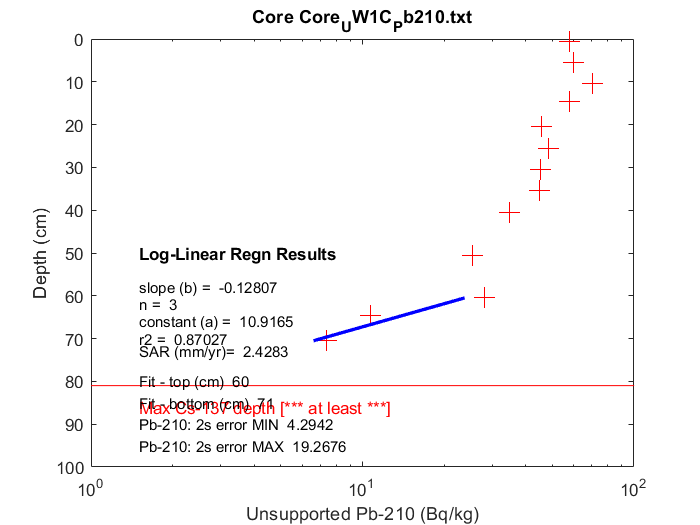 Core Core_UW1C_Pb210.txt
0
10
20
30
40
50
60
70
80
90
100
Depth (cm)
Log-Linear Regn Results
slope (b) = -0.12807
n = 3
constant (a) = 10.9165
r2 = 0.87027
SAR (mm/yr)= 2.4283
Fit - top (cm) 60
Fit - bottom (cm) 71
Max Cs-137 depth [*** at least ***]
Pb-210: 2s error MIN 4.2942
Pb-210: 2s error MAX 19.2676
10^0
10^1
10^2
Unsupported Pb-210 (Bq/kg)